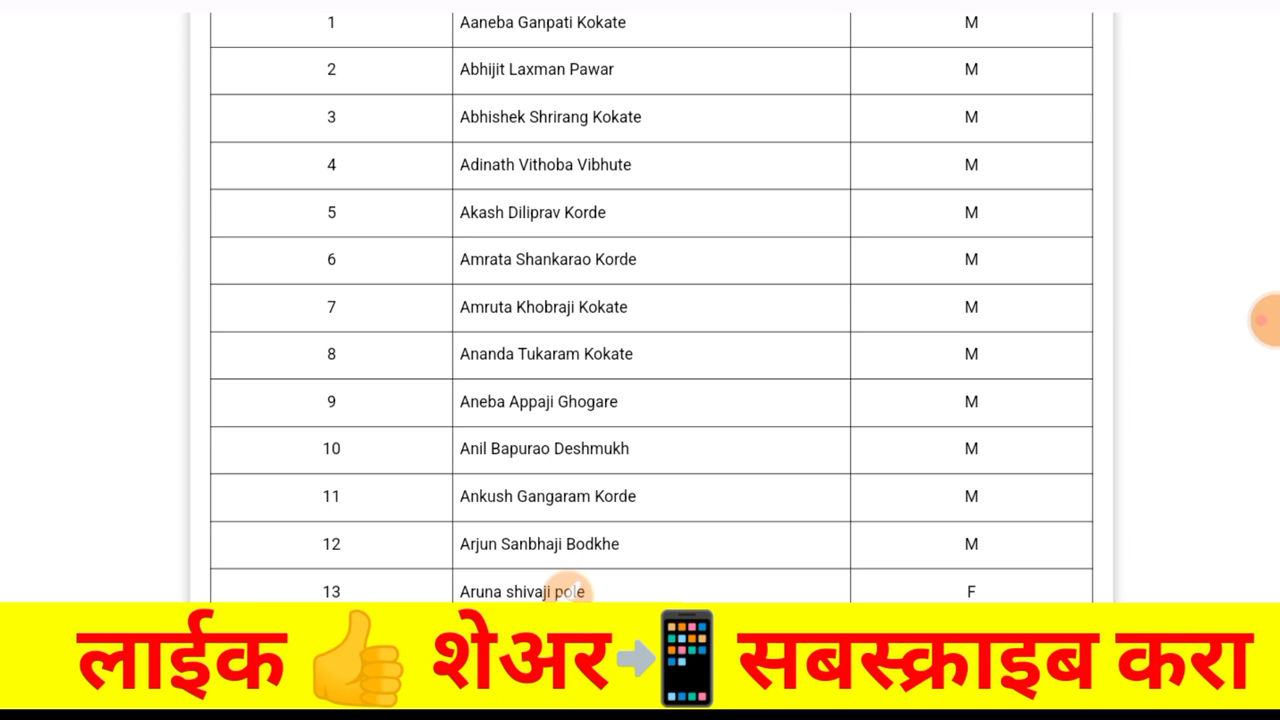 1 Aaneba Ganpati Kokate M
2 Abhijit Laxman Pawar M
3 Abhishek Shrirang Kokate M
4 Adinath Vithoba Vibhute M
5 Akash Diliprav Korde M
6 Amrata Shankarao Korde M
7 Amruta Khobraji Kokate M
8 Ananda Tukaram Kokate M
9 Aneba Appaji Ghogare M
10 Anil Bapurao Deshmukh M
11 Ankush Gangaram Korde M
12 Arjun Sanbhaji Bodkhe M
13 Aruna shivaji pole F
लाईक शेअर सबस्क्राइब करा